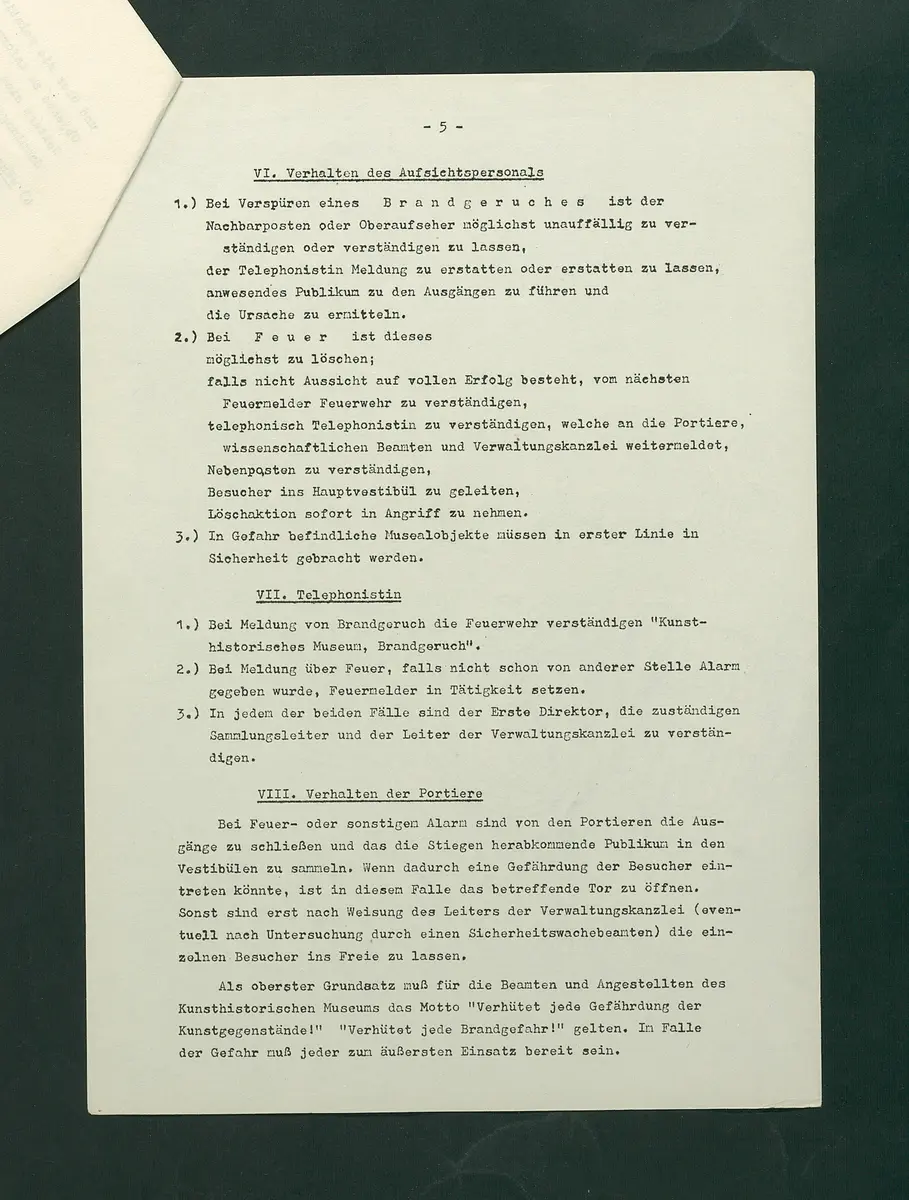 - 5 -
VI. Verhalten des Aufsichtspersonals
1.) Bei Verspüren eines B r a n d g e r u c h e s ist der
Nachbarposten oder Oberaufseher möglichst unauffällig zu ver-
ständigen oder verständigen zu lassen,
der Telephonistin Meldung zu erstatten oder erstatten zu lassen,
anwesendes Publikum zu den Ausgängen zu führen und
die Ursache zu ermitteln.
2.) Bei F e u e r ist dieses
möglichst zu löschen;
falls nicht Aussicht auf vollen Erfolg besteht, vom nächsten
Feuermelder Feuerwehr zu verständigen,
telephonisch Telephonistin zu verständigen, welche an die Portiere,
wissenschaftlichen Beamten und Verwaltungskanzlei weitermeldet,
Nebenposten zu verständigen,
Besucher ins Hauptvestibül zu geleiten,
Löschaktion sofort in Angriff zu nehmen.
3.) In Gefahr befindliche Musealobjekte müssen in erster Linie in
Sicherheit gebracht werden.
VII. Telephonistin
1.) Bei Meldung von Brandgeruch die Feuerwehr verständigen "Kunst-
historisches Museum, Brandgeruch".
2.) Bei Meldung über Feuer, falls nicht schon von anderer Stelle Alarm
gegeben wurde, Feuermelder in Tätigkeit setzen.
3.) In jedem der beiden Fälle sind der Erste Direktor, die zuständigen
Sammlungsleiter und der Leiter der Verwaltungskanzlei zu verstän-
digen.
VIII. Verhalten der Portiere
Bei Feuer- oder sonstigem Alarm sind von den Portieren die Aus-
gänge zu schließen und das die Stiegen herabkommende Publikum in den
Vestibülen zu sammeln. Wenn dadurch eine Gefährdung der Besucher ein-
treten könnte, ist in diesem Falle das betreffende Tor zu öffnen.
Sonst sind erst nach Weisung des Leiters der Verwaltungskanzlei (even-
tuell nach Untersuchung durch einen Sicherheitswachebeamten) die ein-
zelnen Besucher ins Freie zu lassen.
Als oberster Grundsatz muß für die Beamten und Angestellten des
Kunsthistorischen Museums das Motto "Verhütet jede Gefährdung der
Kunstgegenstände!" "Verhütet jede Brandgefahr!" gelten. Im Falle
der Gefahr muß jeder zum äußersten Einsatz bereit sein.